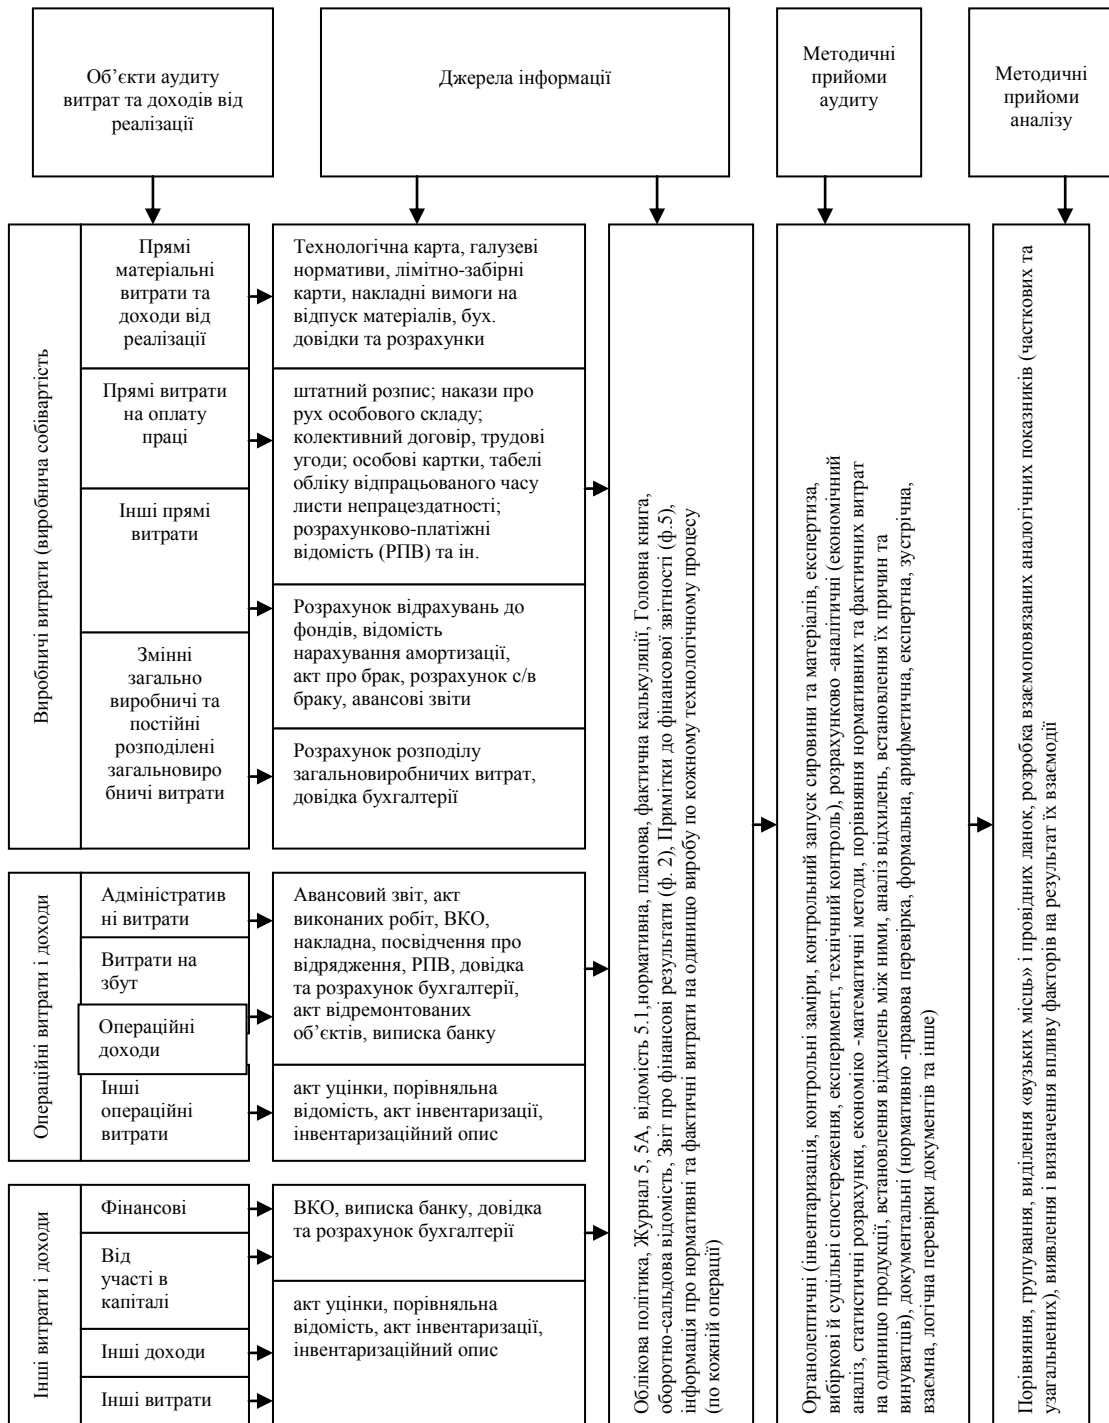 Об’єкти аудиту
витрат та доходів від
реалізації
Джерела інформації
Методичні
прийоми
аудиту
Методичні
прийоми
аналізу
Виробничі витрати (виробнича собівартість
Прямі
матеріальні
витрати та
доходи від
реалізації
Технологічна карта, галузеві
нормативи, лімітно-забірні
карти, накладні вимоги на
відпуск матеріалів, бух.
довідки та розрахунки
Прямі витрати
на оплату
праці
штатний розпис; накази про
рух особового складу;
колективний договір, трудові
угоди; особові картки, табелі
обліку відпрацьованого часу
листи непрацездатності;
розрахунково-платіжні
відомість (РПВ) та ін.
Інші прямі
витрати
Розрахунок відрахувань до
фондів, відомість
нарахування амортизації,
акт про брак, розрахунок с/в
браку, авансові звіти
Змінні
загально
виробничі та
постійні
розподілені
загальновиро
бничі витрати
Розрахунок розподілу
загальновиробничих витрат,
довідка бухгалтерії
Операційні витрати і доходи
Адміністратив
ні витрати
Витрати на
збут
Операційні
доходи
Інші
операційні
витрати
Авансовий звіт, акт
виконаних робіт, ВКО,
накладна, посвідчення про
відрядження, РПВ, довідка
та розрахунок бухгалтерії,
акт відремонтованих
об’єктів, виписка банку
акт уцінки, порівняльна
відомість, акт інвентаризації,
інвентаризаційний опис
Інші витрати і доходи
Фінансові
Від
участі в
капіталі
Інші доходи
Інші витрати
ВКО, виписка банку, довідка
та розрахунок бухгалтерії
акт уцінки, порівняльна
відомість, акт інвентаризації,
інвентаризаційний опис
Облікова політика, Журнал 5, 5А, відомість 5.1,нормативна, планова, фактична калькуляції, Головна книга,
оборотно-сальдова відомість, Звіт про фінансові результати (ф. 2), Примітки до фінансової звітності (ф.5),
інформація про нормативні та фактичні витрати на одиницю виробу по кожному технологічному процесу
(по кожній операції)
Органолептичні (інвентаризація, контрольні заміри, контрольний запуск сировини та матеріалів, експертиза,
вибіркові й суцільні спостереження, експеримент, технічний контроль), розрахунково -аналітичні (економічний
аналіз, статистичні розрахунки, економіко -математичні методи, порівняння нормативних та фактичних витрат
на одиницю продукції, встановлення відхилень між ними, аналіз відхилень, встановлення їх причин та
винуватців), документальні (нормативно -правова перевірка, формальна, арифметична, експертна, зустрічна,
взаємна, логічна перевірки документів та інше)
Порівняння, групування, виділення «вузьких місць» і провідних ланок, розробка взаємоповязаних аналогічних показників (часткових та
узагальнених), виявлення і визначення впливу факторів на результат їх взаємодії